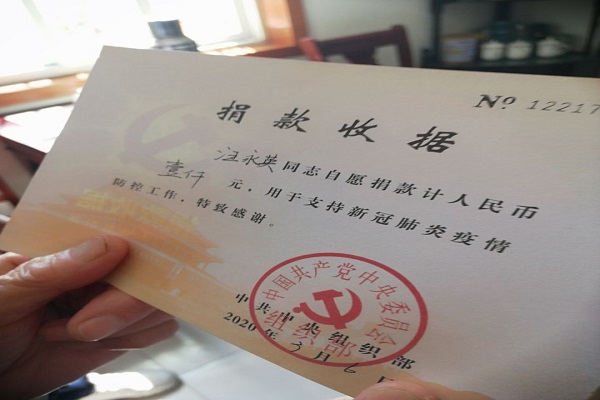 捐款收据
Nº 12217
汪永英同志自愿捐款计人民币
壹仟元，用于支持新冠肺炎疫情
防控工作，特致感谢。
中国共产党中央委员会
组织部
中共中央组织部
2020年3月6日